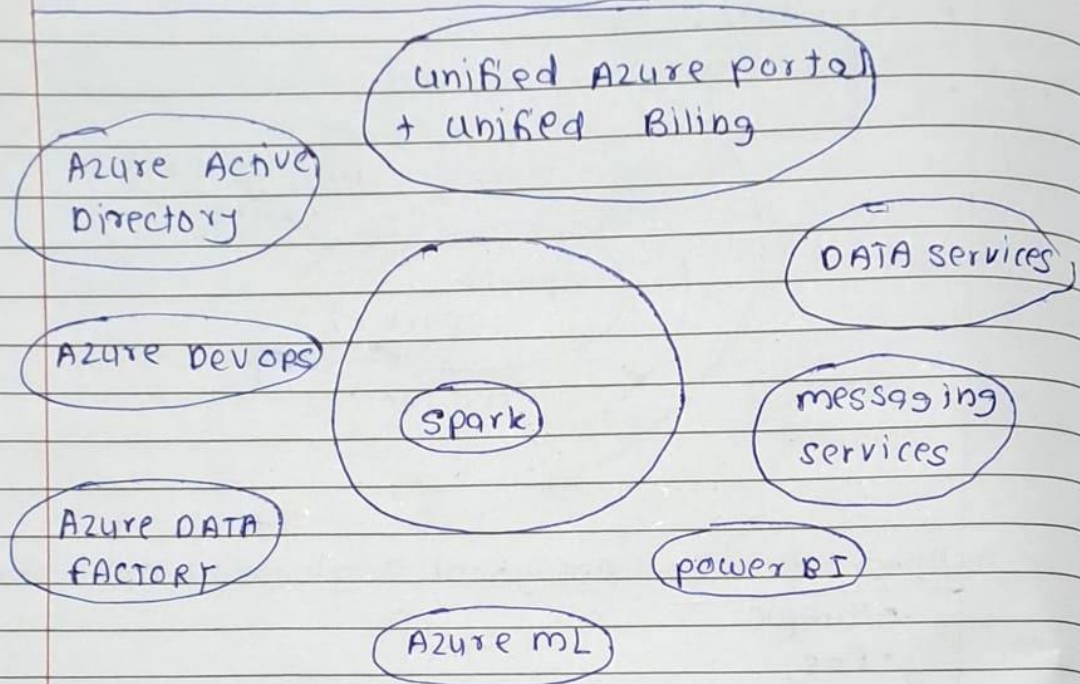 unified Azure portal
+ unified Biling
Azure Active
Directory
DATA services
Azure Devops
spark
messaging
services
Azure DATA
fACTORY
power BI
Azure mL